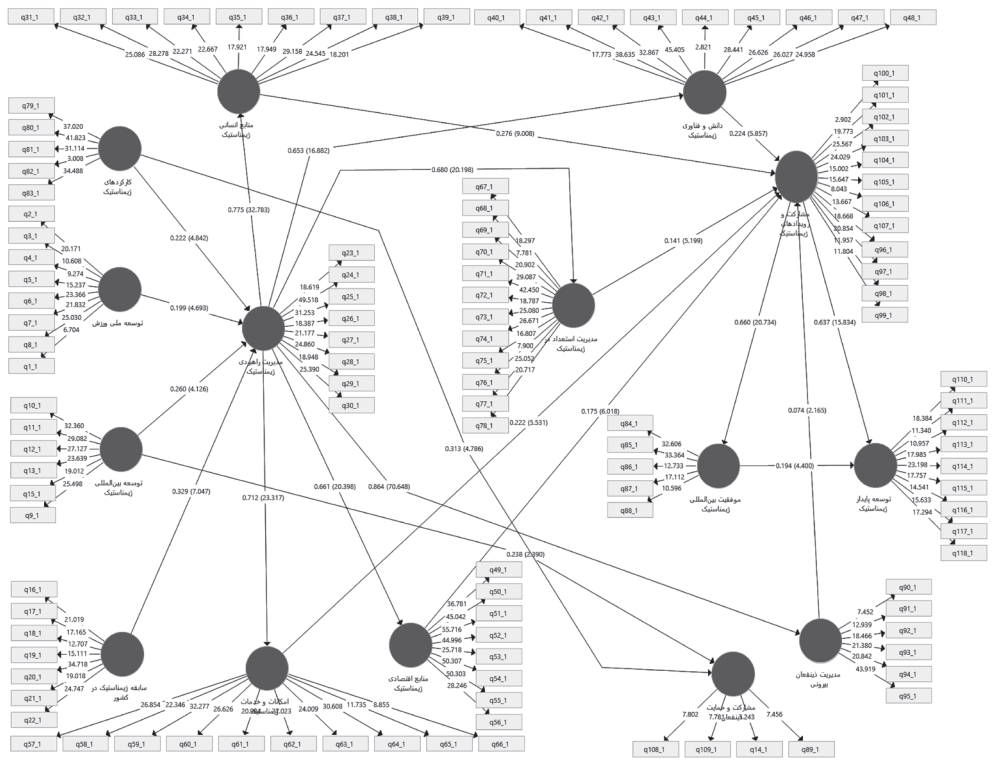 q31_1 q32_1 q33_1 q34_1 q35_1 q36_1 q37_1 q38_1 q39_1
25.086 28.278 22.271 22.667 17.921 17.949 29.158 24.545 18.201
منابع انسانی
ژیمناستیک
q40_1 q41_1 q42_1 q43_1 q44_1 q45_1 q46_1 q47_1 q48_1
17.773 38.635 32.867 45.405 2.821 28.441 26.626 26.027 24.958
دانش و فناوری
ژیمناستیک
q79_1
q80_1
q81_1
q82_1
q83_1
37.020
41.823
31.114
3.008
34.488
کارکردهای
ژیمناستیک
q2_1
q3_1
q4_1
q5_1
q6_1
q7_1
q8_1
q1_1
20.171
10.608
9.274
15.237
23.366
21.832
25.030
6.704
توسعه ملی ورزش
q10_1
q11_1
q12_1
q13_1
q15_1
q9_1
32.360
29.082
27.127
23.639
19.012
25.498
توسعه بین‌المللی
ژیمناستیک
q16_1
q17_1
q18_1
q19_1
q20_1
q21_1
q22_1
21.019
17.165
12.707
15.111
34.718
19.018
24.747
سابقه ژیمناستیک در
کشور
0.276 (9.008)
0.224 (5.857)
0.653 (16.882)
0.680 (20.198)
0.775 (32.783)
0.222 (4.842)
0.199 (4.693)
0.260 (4.126)
0.329 (7.047)
0.712 (23.317)
0.661 (20.398)
0.864 (70.648)
0.313 (4.786)
0.222 (5.531)
0.175 (6.018)
0.141 (5.199)
0.660 (20.734)
0.637 (15.834)
0.074 (2.165)
0.194 (4.400)
مدیریت راهبردی
ژیمناستیک
q23_1
q24_1
q25_1
q26_1
q27_1
q28_1
q29_1
q30_1
18.619
49.518
31.253
18.387
21.177
24.860
18.948
25.390
q67_1
q68_1
q69_1
q70_1
q71_1
q72_1
q73_1
q74_1
q75_1
q76_1
q77_1
q78_1
18.297
7.781
20.902
29.087
42.450
18.787
25.080
26.671
16.807
7.900
25.052
20.717
مدیریت استعداد در
ژیمناستیک
q100_1
q101_1
q102_1
q103_1
q104_1
q105_1
q106_1
q107_1
q96_1
q97_1
q98_1
q99_1
2.902
19.773
25.567
24.029
15.002
15.647
8.043
13.667
18.668
20.854
11.957
11.804
مشارکت و
رویدادهای
ژیمناستیک
q84_1
q85_1
q86_1
q87_1
q88_1
32.606
33.364
12.733
17.112
10.596
موفقیت بین‌المللی
ژیمناستیک
q110_1
q111_1
q112_1
q113_1
q114_1
q115_1
q116_1
q117_1
q118_1
18.384
11.340
10.957
17.985
23.198
17.757
14.541
15.633
17.294
توسعه پایدار
ژیمناستیک
q49_1
q50_1
q51_1
q52_1
q53_1
q54_1
q55_1
q56_1
36.781
45.042
55.716
44.996
25.718
50.307
50.303
28.246
منابع اقتصادی
ژیمناستیک
q90_1
q91_1
q92_1
q93_1
q94_1
q95_1
7.452
12.939
18.466
21.380
20.842
43.919
مدیریت ذینفعان
بیرونی
امکانات و خدمات
ژیمناستیک
26.854 22.346 32.277 26.626 24.009 30.608 11.735 8.855
q57_1 q58_1 q59_1 q60_1 q61_1 q62_1 q63_1 q64_1 q65_1 q66_1
مشارکت و حمایت
ذینفعان
7.802 7.456
q108_1 q109_1 q14_1 q89_1